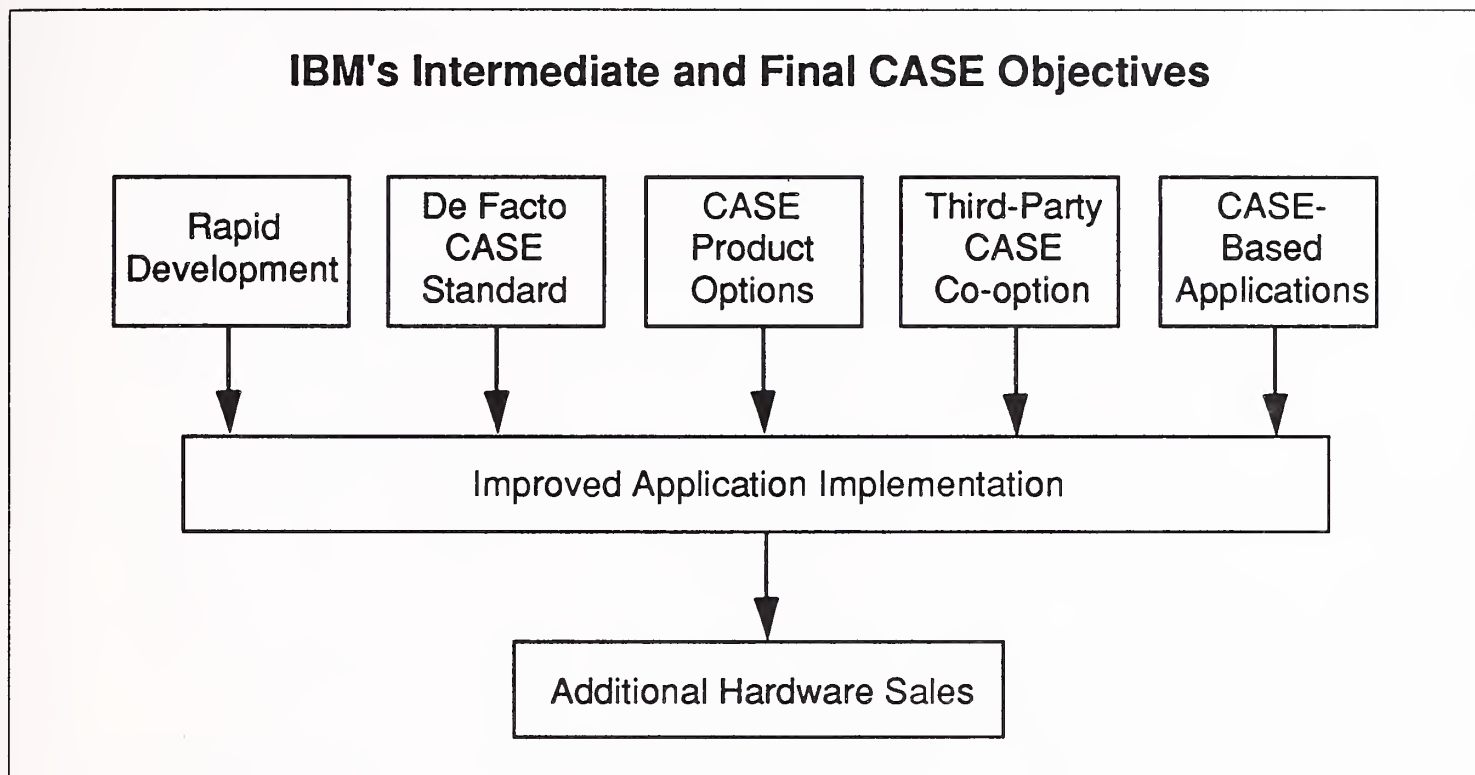 IBM's Intermediate and Final CASE Objectives
Rapid
Development
De Facto
CASE
Standard
CASE
Product
Options
Third-Party
CASE
Co-option
CASE-
Based
Applications
Improved Application Implementation
Additional Hardware Sales